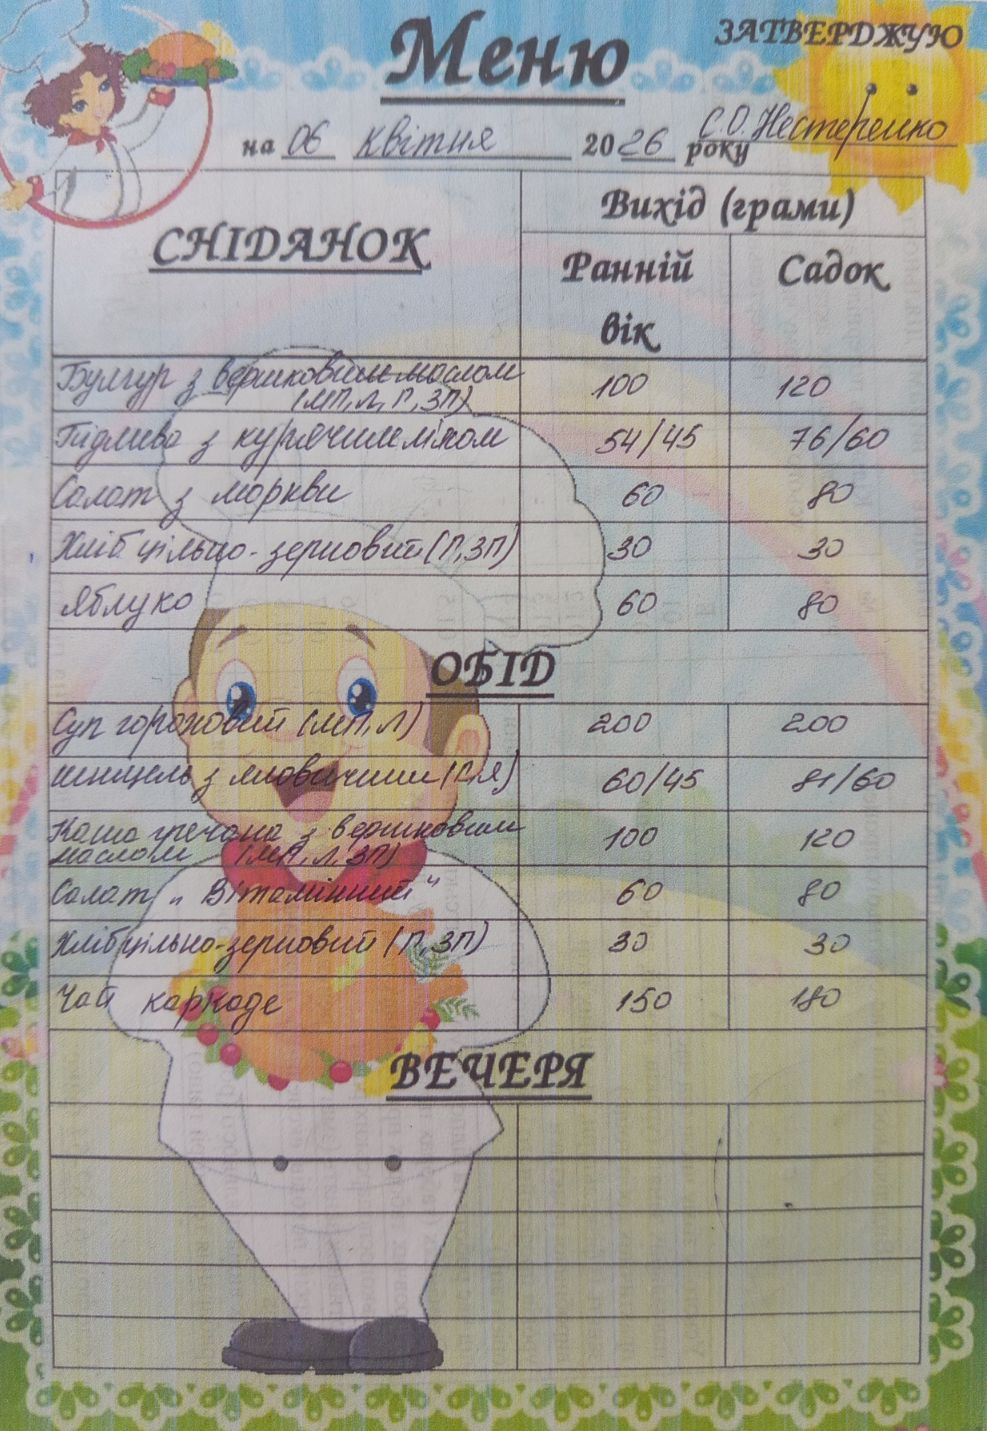 Меню
ЗАТВЕРДЖУЮ
на 06 квітня 2026 року С.О. Нестеренко
СНІДАНОК
Вихід (грами)
Ранній вік
Садок
Булгур з вершковим маслом 100 120
(МП, Л, П, ЗП)
Підлива з курячим м'ясом 54/45 76/60
Салат з моркви 60 80
Хліб цільно-зерновий (П, ЗП) 30 30
Яблуко 60 80
ОБІД
Суп гороховий (МП, Л) 200 200
шніцель з яловичини (П, Я) 60/45 81/60
Каша гречана з вершковим 100 120
маслом (МП, Л, ЗП)
Салат „Вітамінний" 60 80
Хліб цільно-зерновий (П, ЗП) 30 30
Чай каркаде 150 180
ВЕЧЕРЯ